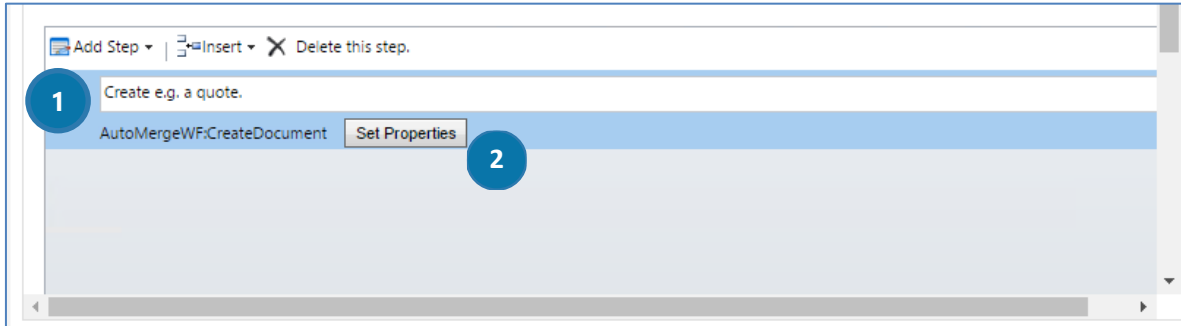 Add Step Insert Delete this step.
1
Create e.g. a quote.
AutoMergeWF:CreateDocument Set Properties
2